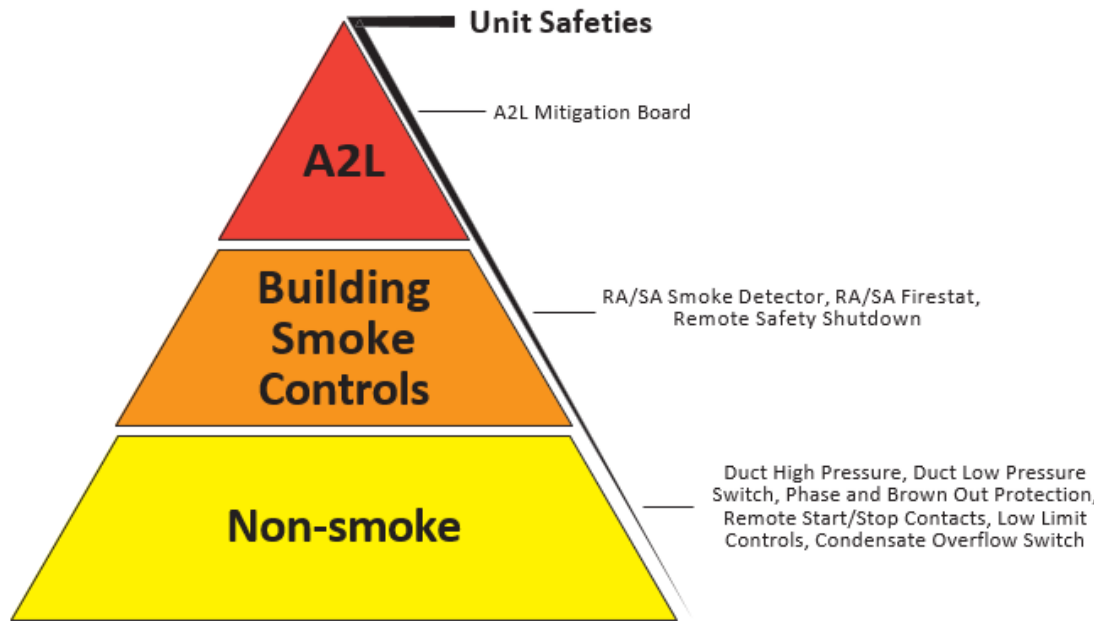 Unit Safeties
A2L Mitigation Board
A2L
Building
Smoke
Controls
RA/SA Smoke Detector, RA/SA Firestat,
Remote Safety Shutdown
Non-smoke
Duct High Pressure, Duct Low Pressure
Switch, Phase and Brown Out Protection,
Remote Start/Stop Contacts, Low Limit
Controls, Condensate Overflow Switch